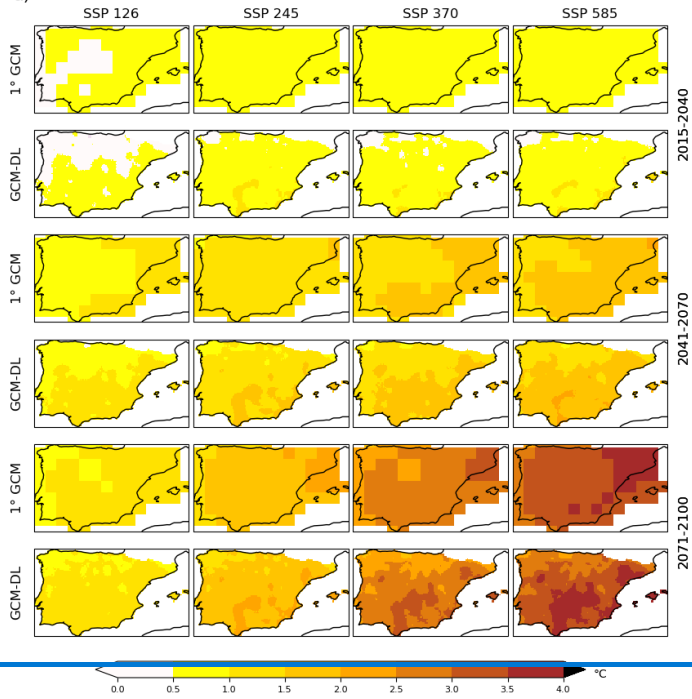 SSP 126 SSP 245 SSP 370 SSP 585
1° GCM
GCM-DL
2015-2040
1° GCM
GCM-DL
2041-2070
1° GCM
GCM-DL
2071-2100
0.0 0.5 1.0 1.5 2.0 2.5 3.0 3.5 4.0 °C